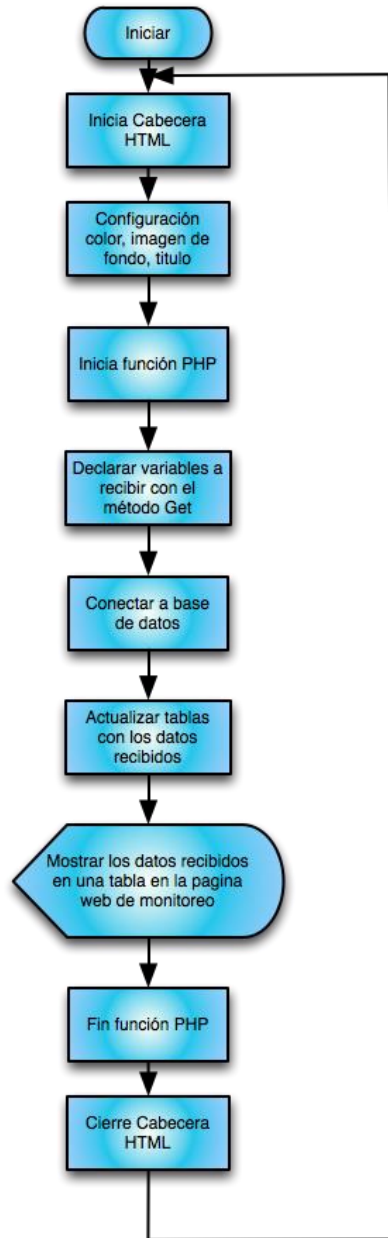 Iniciar
Inicia Cabecera
HTML
Configuración
color, imagen de
fondo, titulo
Inicia función PHP
Declarar variables a
recibir con el
método Get
Conectar a base
de datos
Actualizar tablas
con los datos
recibidos
Mostrar los datos recibidos
en una tabla en la pagina
web de monitoreo
Fin función PHP
Cierre Cabecera
HTML